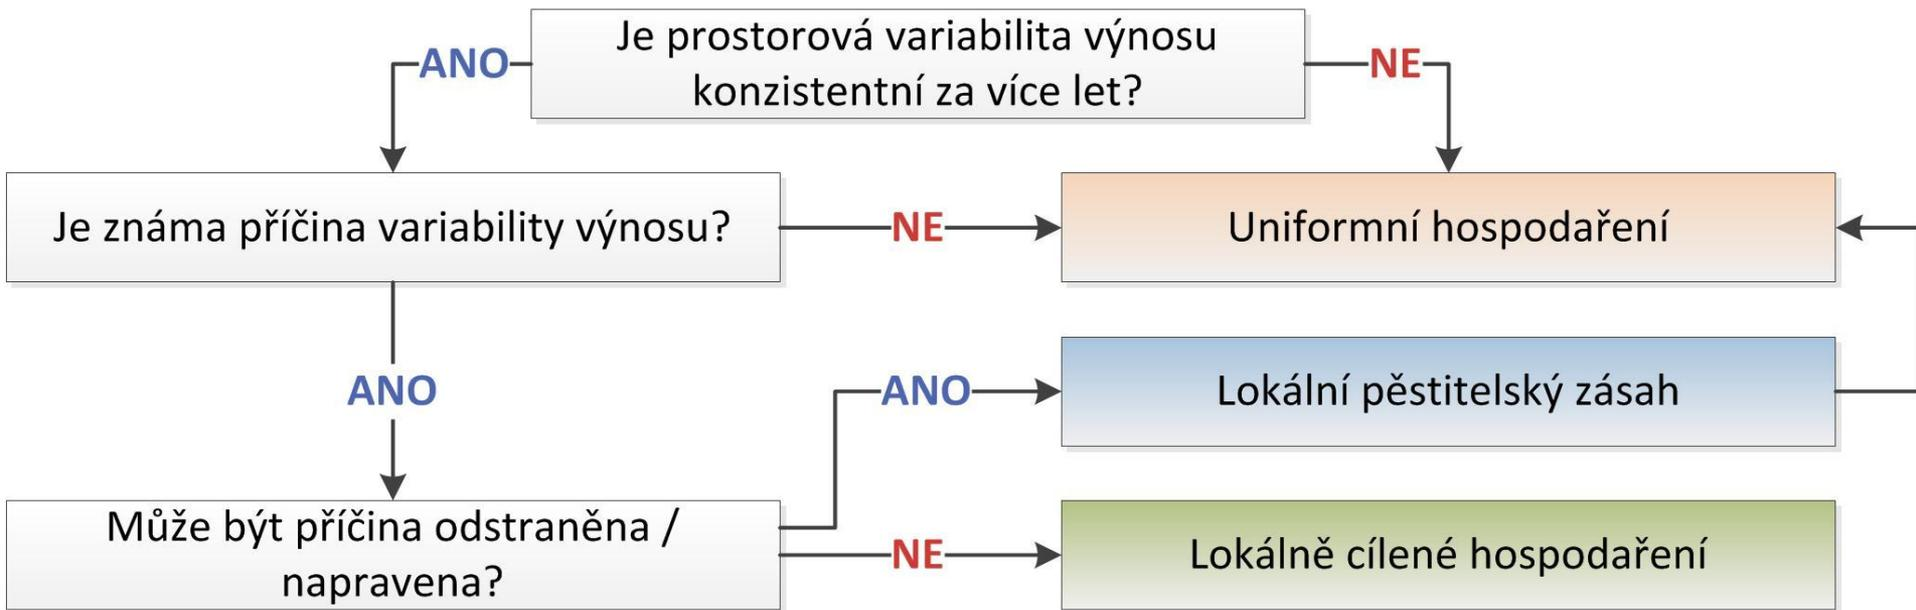 Je prostorová variabilita výnosu
konzistentní za více let?
ANO
NE
Je známa příčina variability výnosu?
NE
Uniformní hospodaření
ANO
ANO
Lokální pěstitelský zásah
Může být příčina odstraněna /
napravena?
NE
Lokálně cílené hospodaření